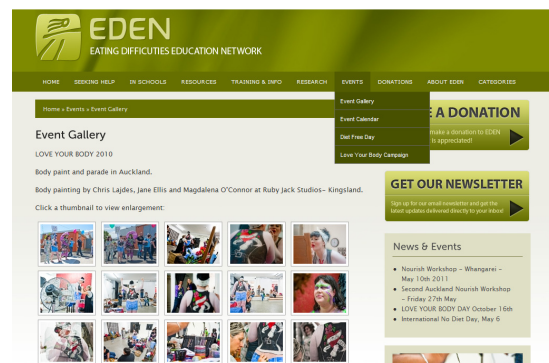 EDEN
EATING DIFFICUTIES EDUCATION NETWORK
HOME SEEKING HELP IN SCHOOLS RESOURCES TRAINING & INFO RESEARCH EVENTS DONATIONS ABOUT EDEN CATEGORIES
Event Gallery
Event Calendar
Diet Free Day
Love Your Body Campaign
Home » Events » Event Gallery
Event Gallery
LOVE YOUR BODY 2010
Body paint and parade in Auckland.
Body painting by Chris Lajdes, Jane Ellis and Magdalena O'Connor at Ruby Jack Studios– Kingsland.
Click a thumbnail to view enlargement:
A DONATION
make a donation to EDEN
is appreciated!
GET OUR NEWSLETTER
Sign up for our email newsletter and get the
latest updates delivered directly to your inbox!
News & Events
Nourish Workshop – Whangarei –
May 10th 2011
Second Auckland Nourish Workshop
– Friday 27th May
LOVE YOUR BODY DAY October 16th
International No Diet Day, May 6